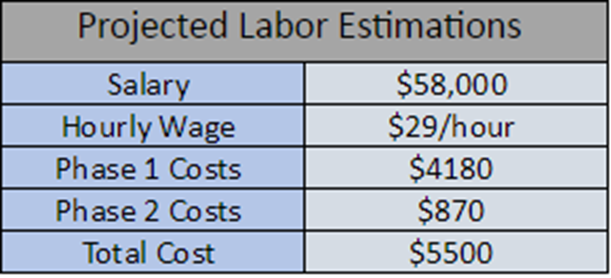 Projected Labor Estimations
Salary $58,000
Hourly Wage $29/hour
Phase 1 Costs $4180
Phase 2 Costs $870
Total Cost $5500